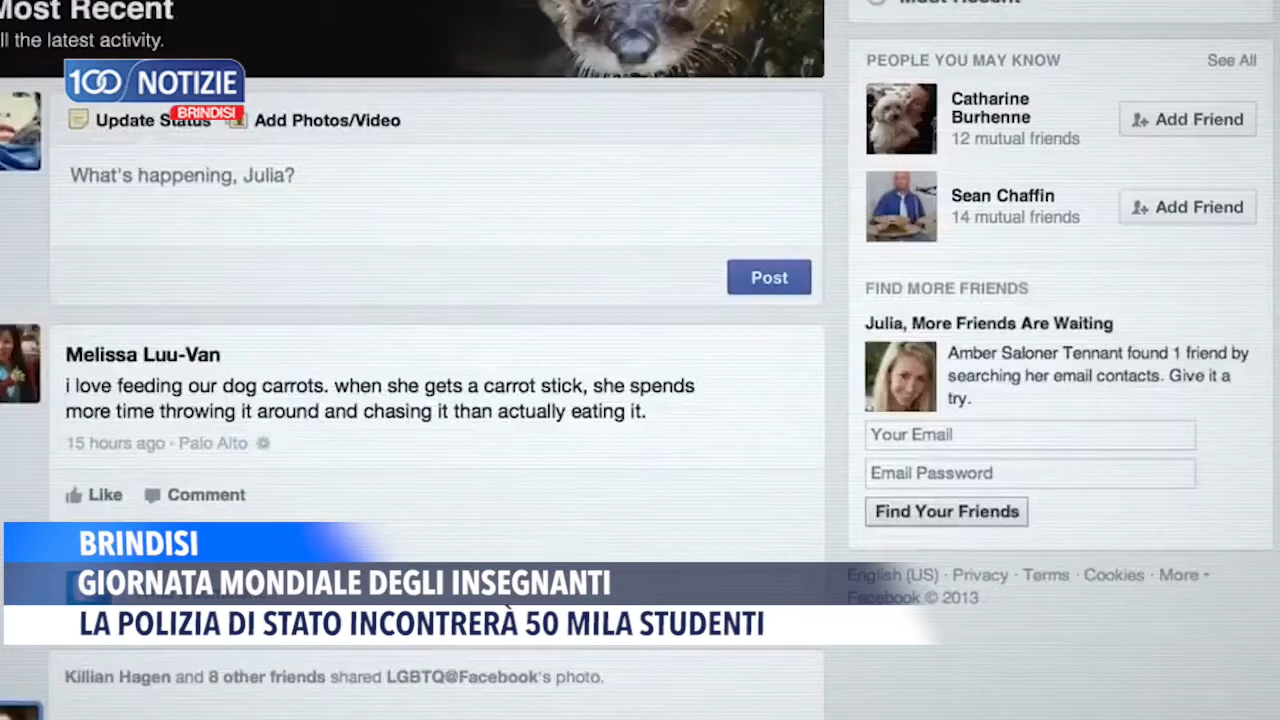 Most Recent
ll the latest activity.
100 NOTIZIE
BRINDISI
Update Status
Add Photos/Video
What's happening, Julia?
Post
Melissa Luu-Van
i love feeding our dog carrots. when she gets a carrot stick, she spends
more time throwing it around and chasing it than actually eating it.
15 hours ago · Palo Alto
Like Comment
Most Recent
PEOPLE YOU MAY KNOW See All
Catharine
Burhenne
12 mutual friends
Add Friend
Sean Chaffin
14 mutual friends
Add Friend
FIND MORE FRIENDS
Julia, More Friends Are Waiting
Amber Saloner Tennant found 1 friend by
searching her email contacts. Give it a
try.
Your Email
Email Password
Find Your Friends
English (US) · Privacy · Terms · Cookies · More
Facebook © 2013
BRINDISI
GIORNATA MONDIALE DEGLI INSEGNANTI
LA POLIZIA DI STATO INCONTRERÀ 50 MILA STUDENTI
Killian Hagen and 8 other friends shared LGBTQ@Facebook's photo.